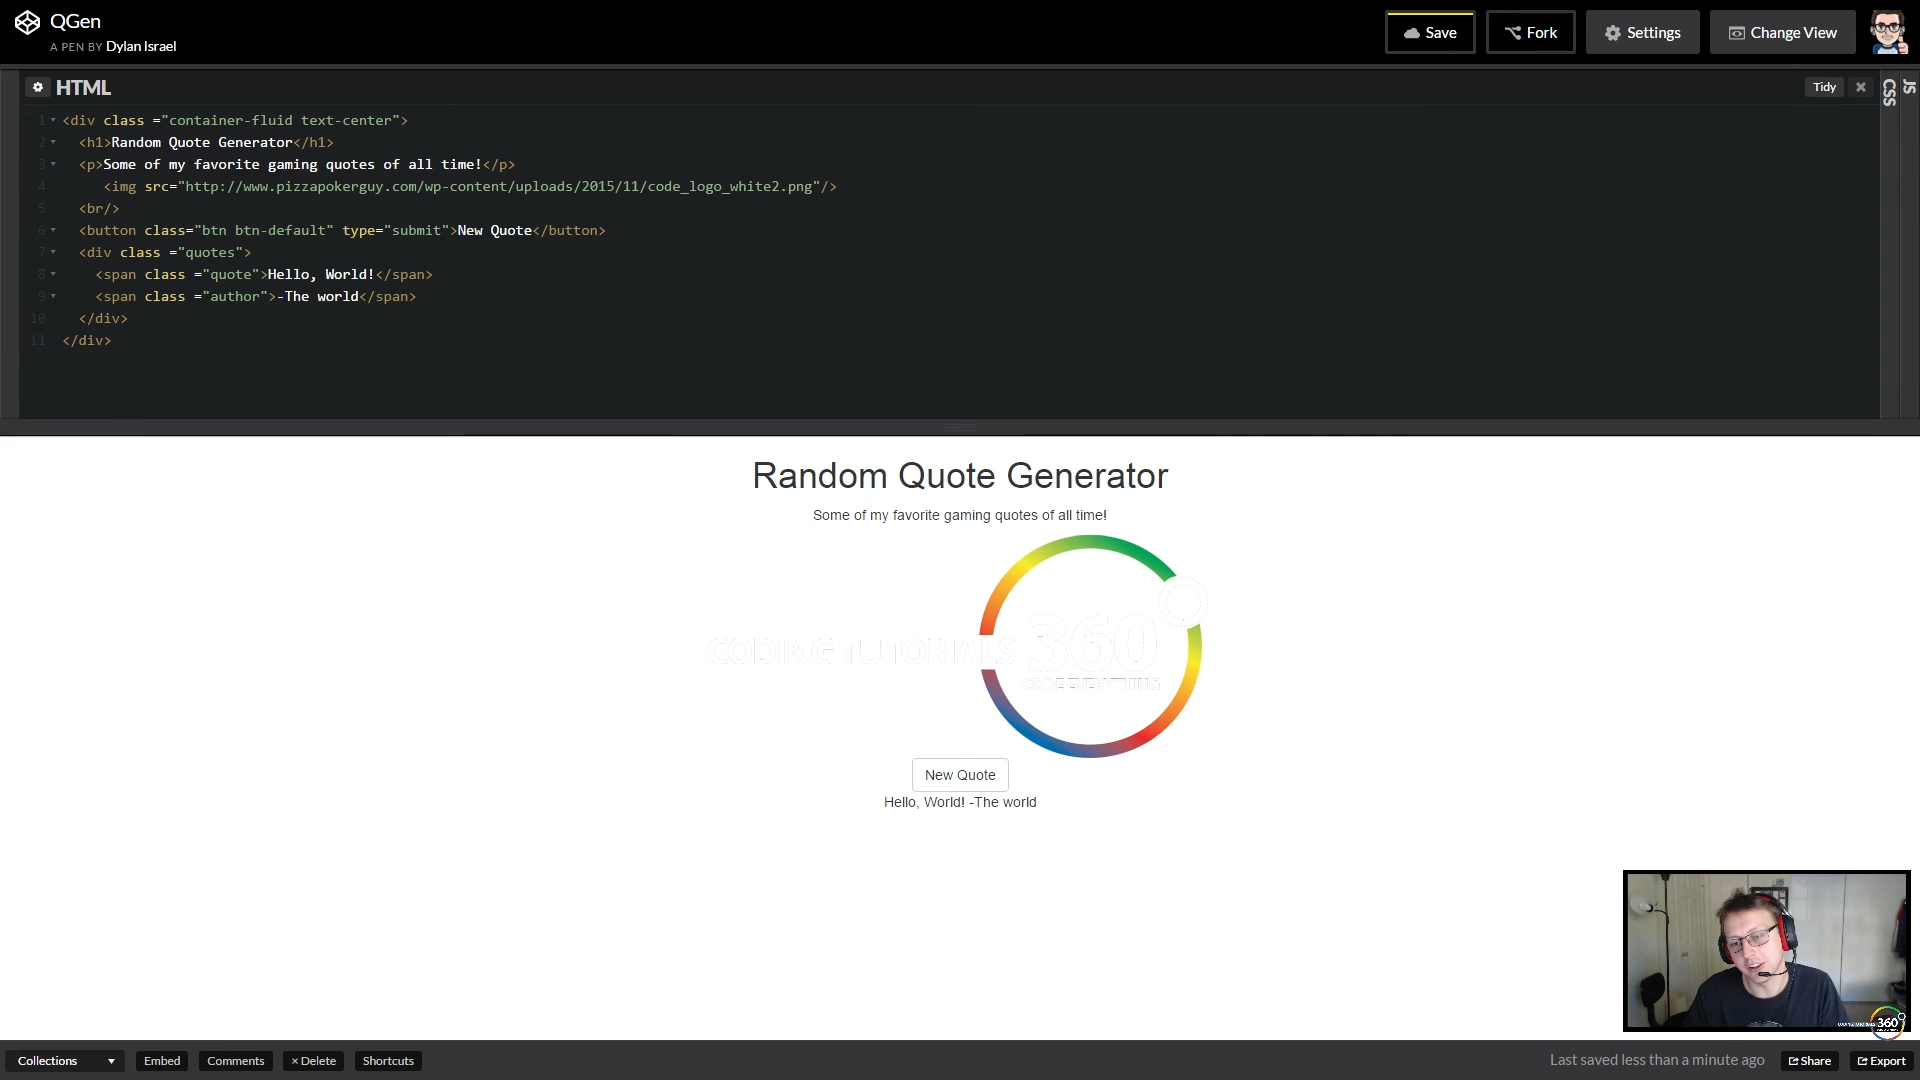 QGen
A PEN BY Dylan Israel
Save
Fork
Settings
Change View
HTML
Tidy
CSS
JS
1 <div class ="container-fluid text-center">
2 <h1>Random Quote Generator</h1>
3 <p>Some of my favorite gaming quotes of all time!</p>
4 <img src="http://www.pizzapokerguy.com/wp-content/uploads/2015/11/code_logo_white2.png"/>
5 <br/>
6 <button class="btn btn-default" type="submit">New Quote</button>
7 <div class ="quotes">
8 <span class ="quote">Hello, World!</span>
9 <span class ="author">-The world</span>
10 </div>
11 </div>
Random Quote Generator
Some of my favorite gaming quotes of all time!
CODING TUTORIALS 360
CODE EVERYTHING
New Quote
Hello, World! -The world
360
Collections
Embed
Comments
× Delete
Shortcuts
Last saved less than a minute ago
Share
Export